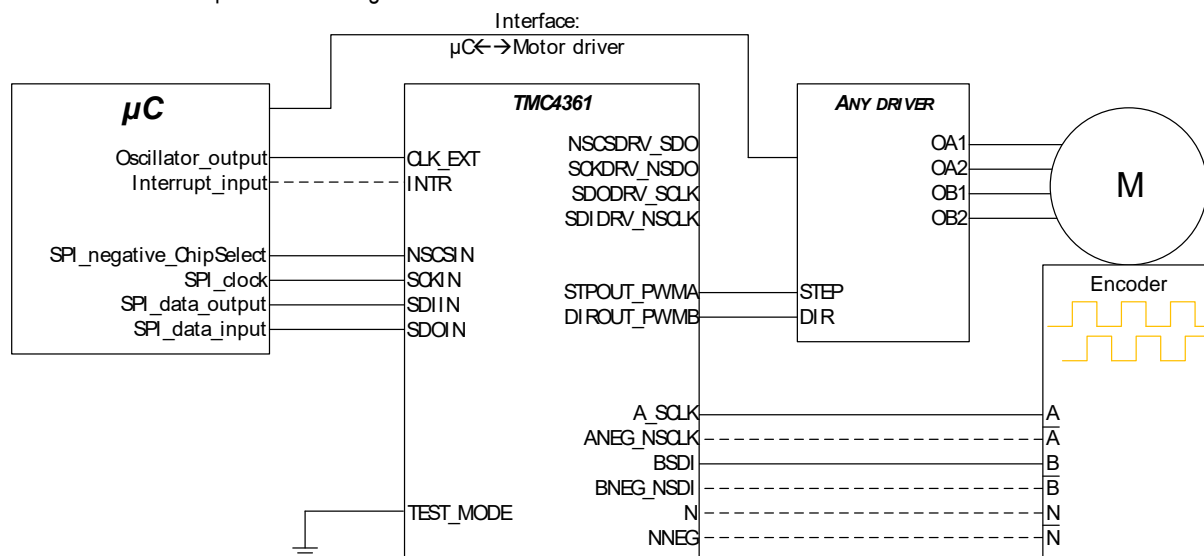 Interface:
µC←→Motor driver
µC
TMC4361
ANY DRIVER
Oscillator_output
Interrupt_input
SPI_negative_ChipSelect
SPI_clock
SPI_data_output
SPI_data_input
CLK_EXT
INTR
NSCSIN
SCKIN
SDIIN
SDOIN
TEST_MODE
NSCSDRV_SDO
SCKDRV_NSDO
SDODRV_SCLK
SDIDRV_NSCLK
STPOUT_PWMA
DIROUT_PWMB
A_SCLK
ANEG_NSCLK
BSDI
BNEG_NSDI
N
NNEG
OA1
OA2
OB1
OB2
STEP
DIR
M
Encoder
A
A̅
B
B̅
N
N̅